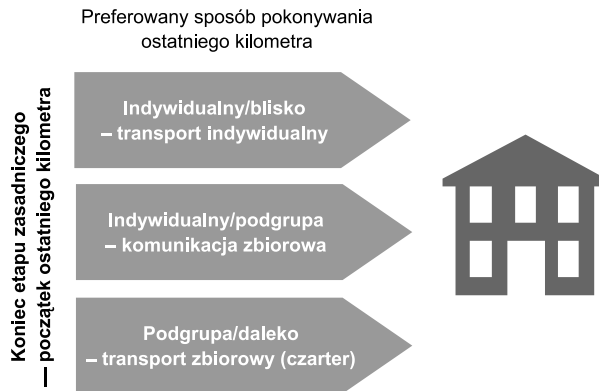 Preferowany sposób pokonywania
ostatniego kilometra
Koniec etapu zasadniczego
— początek ostatniego kilometra
Indywidualny/blisko
– transport indywidualny
Indywidualny/podgrupa
– komunikacja zbiorowa
Podgrupa/daleko
– transport zbiorowy (czarter)